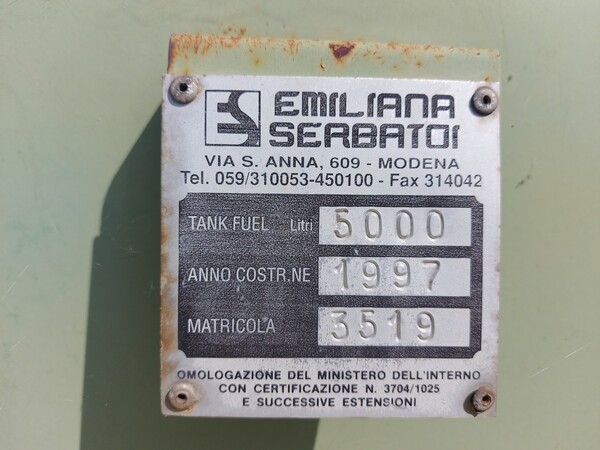 ES EMILIANA
SERBATOI
VIA S. ANNA, 609 - MODENA
Tel. 059/310053-450100 - Fax 314042
TANK FUEL Litri 5000
ANNO COSTR.NE 1997
MATRICOLA 3519
OMOLOGAZIONE DEL MINISTERO DELL'INTERNO
CON CERTIFICAZIONE N. 3704/1025
E SUCCESSIVE ESTENSIONI